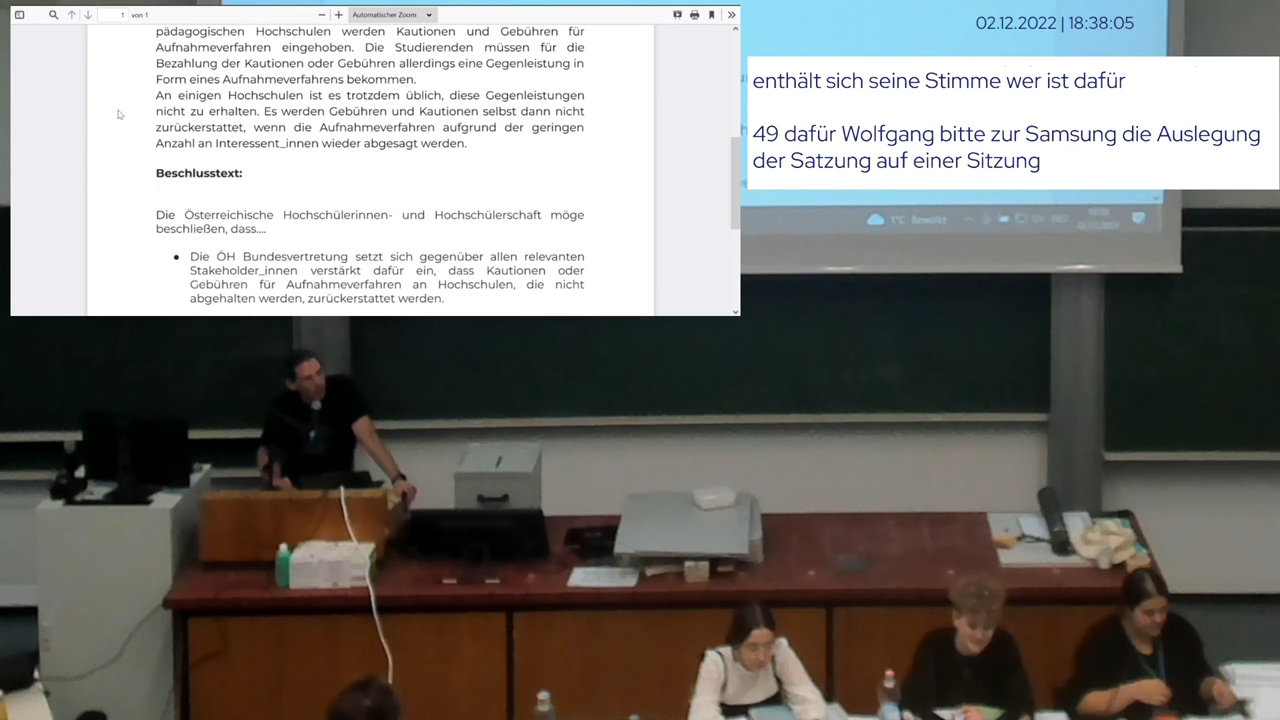 1 von 1
Automatischer Zoom
02.12.2022 | 18:38:05
pädagogischen Hochschulen werden Kautionen und Gebühren für
Aufnahmeverfahren eingehoben. Die Studierenden müssen für die
Bezahlung der Kautionen oder Gebühren allerdings eine Gegenleistung in
Form eines Aufnahmeverfahrens bekommen.
An einigen Hochschulen ist es trotzdem üblich, diese Gegenleistungen
nicht zu erhalten. Es werden Gebühren und Kautionen selbst dann nicht
zurückerstattet, wenn die Aufnahmeverfahren aufgrund der geringen
Anzahl an Interessent_innen wieder abgesagt werden.
Beschlusstext:
Die Österreichische Hochschülerinnen- und Hochschülerschaft möge
beschließen, dass....
● Die ÖH Bundesvertretung setzt sich gegenüber allen relevanten
Stakeholder_innen verstärkt dafür ein, dass Kautionen oder
Gebühren für Aufnahmeverfahren an Hochschulen, die nicht
abgehalten werden, zurückerstattet werden.
enthält sich seine Stimme wer ist dafür
49 dafür Wolfgang bitte zur Samsung die Auslegung
der Satzung auf einer Sitzung
1°C Bewölkt